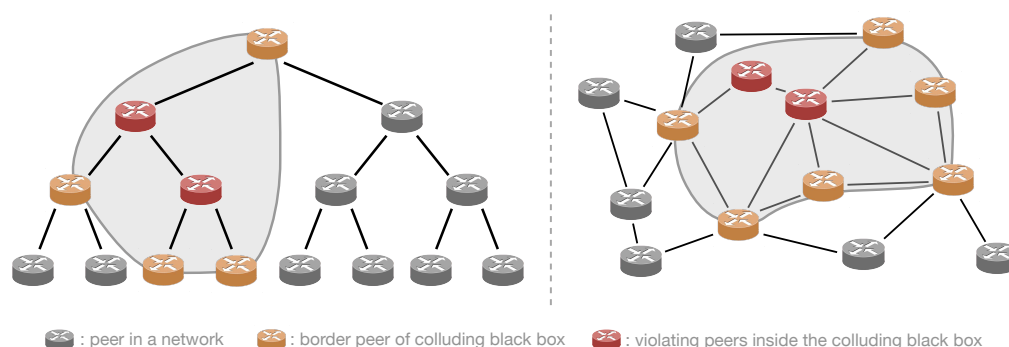 : peer in a network : border peer of colluding black box : violating peers inside the colluding black box